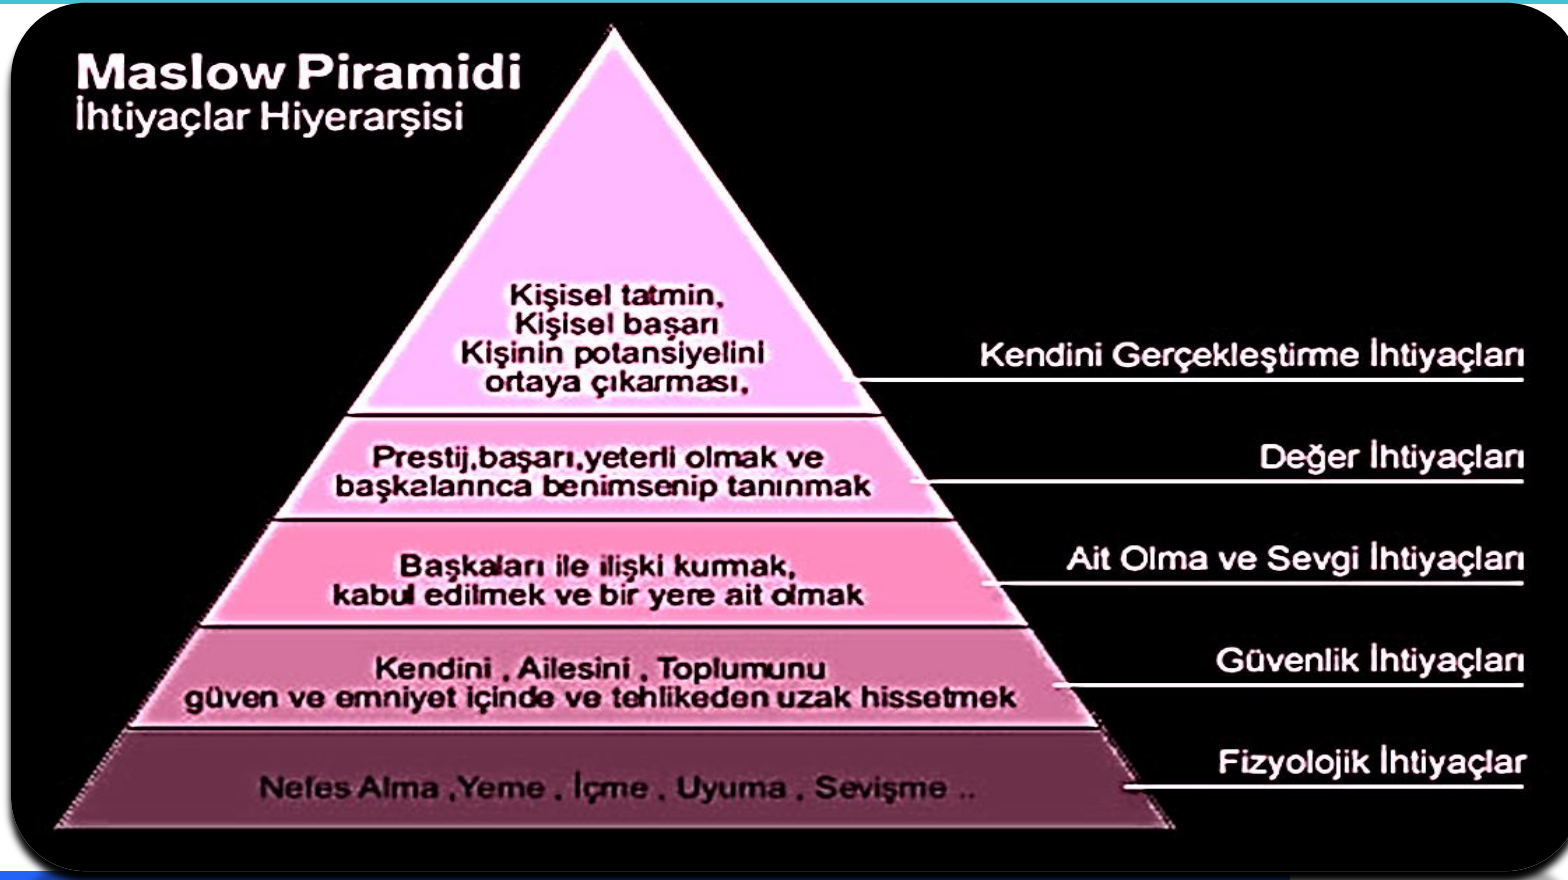 Maslow Piramidi
İhtiyaçlar Hiyerarşisi
Kişisel tatmin,
Kişisel başarı
Kişinin potansiyelini
ortaya çıkarması,
Kendini Gerçekleştirme İhtiyaçları
Prestij,başarı,yeterli olmak ve
başkalarınca benimsenip tanınmak
Değer İhtiyaçları
Başkaları ile ilişki kurmak,
kabul edilmek ve bir yere ait olmak
Ait Olma ve Sevgi İhtiyaçları
Kendini , Ailesini , Toplumunu
güven ve emniyet içinde ve tehlikeden uzak hissetmek
Güvenlik İhtiyaçları
Nefes Alma ,Yeme , İçme , Uyuma , Sevişme ..
Fizyolojik İhtiyaçlar